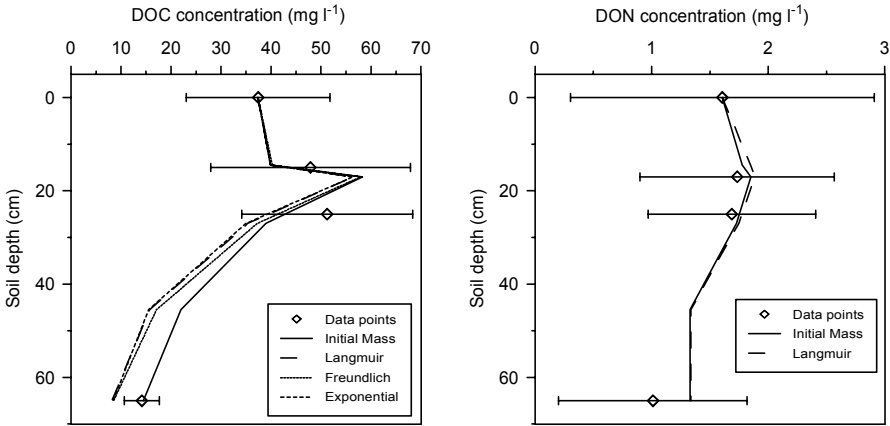 DOC concentration (mg l-1)
0 10 20 30 40 50 60 70
Soil depth (cm)
0
20
40
60
Data points
Initial Mass
Langmuir
Freundlich
Exponential
DON concentration (mg l-1)
0 1 2 3
Soil depth (cm)
0
20
40
60
Data points
Initial Mass
Langmuir